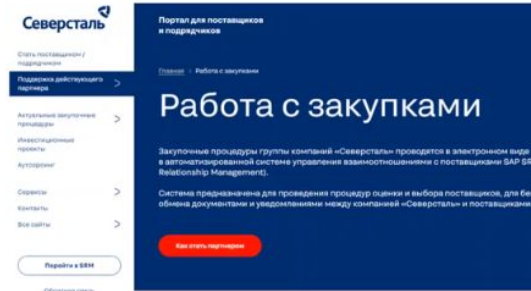 Северсталь
Стать поставщиком /
подрядчиком
Поддержка действующего
партнера
Актуальные закупочные
процедуры
Инвестиционные
проекты
Аутсорсинг
Сервисы
Контакты
Все сайты
Перейти в SRM
Обратная связь
Портал для поставщиков
и подрядчиков
Главная
Работа с закупками
Работа с закупками
Закупочные процедуры группы компаний «Северсталь» проводятся в электронном виде
в автоматизированной системе управления взаимоотношениями с поставщиками SAP SR
Relationship Management).
Система предназначена для проведения процедур оценки и выбора поставщиков, для бе
обмена документами и уведомлениями между компанией «Северсталь» и поставщиками
Как стать партнером